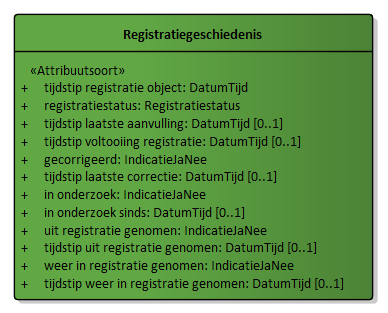 Registratiegeschiedenis
«Attribuutsoort»
+ tijdstip registratie object: DatumTijd
+ registratiestatus: Registratiestatus
+ tijdstip laatste aanvulling: DatumTijd [0..1]
+ tijdstip voltooiing registratie: DatumTijd [0..1]
+ gecorrigeerd: IndicatieJaNee
+ tijdstip laatste correctie: DatumTijd [0..1]
+ in onderzoek: IndicatieJaNee
+ in onderzoek sinds: DatumTijd [0..1]
+ uit registratie genomen: IndicatieJaNee
+ tijdstip uit registratie genomen: DatumTijd [0..1]
+ weer in registratie genomen: IndicatieJaNee
+ tijdstip weer in registratie genomen: DatumTijd [0..1]